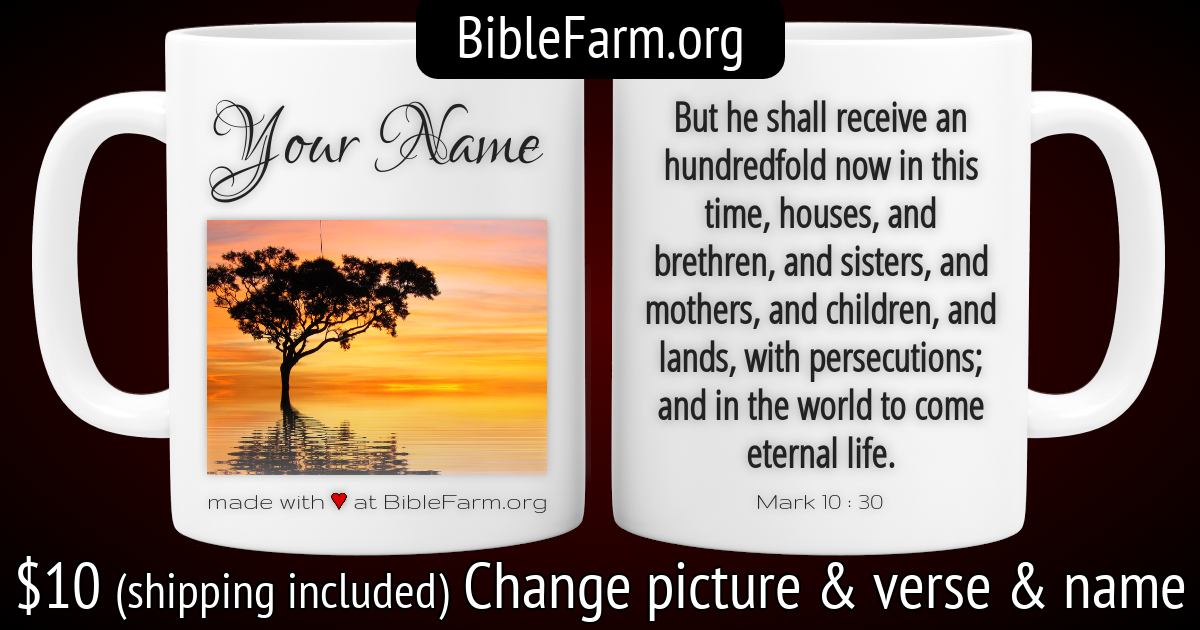 BibleFarm.org
Your Name
made with ♥ at BibleFarm.org
But he shall receive an
hundredfold now in this
time, houses, and
brethren, and sisters, and
mothers, and children, and
lands, with persecutions;
and in the world to come
eternal life.
Mark 10 : 30
$10 (shipping included) Change picture & verse & name